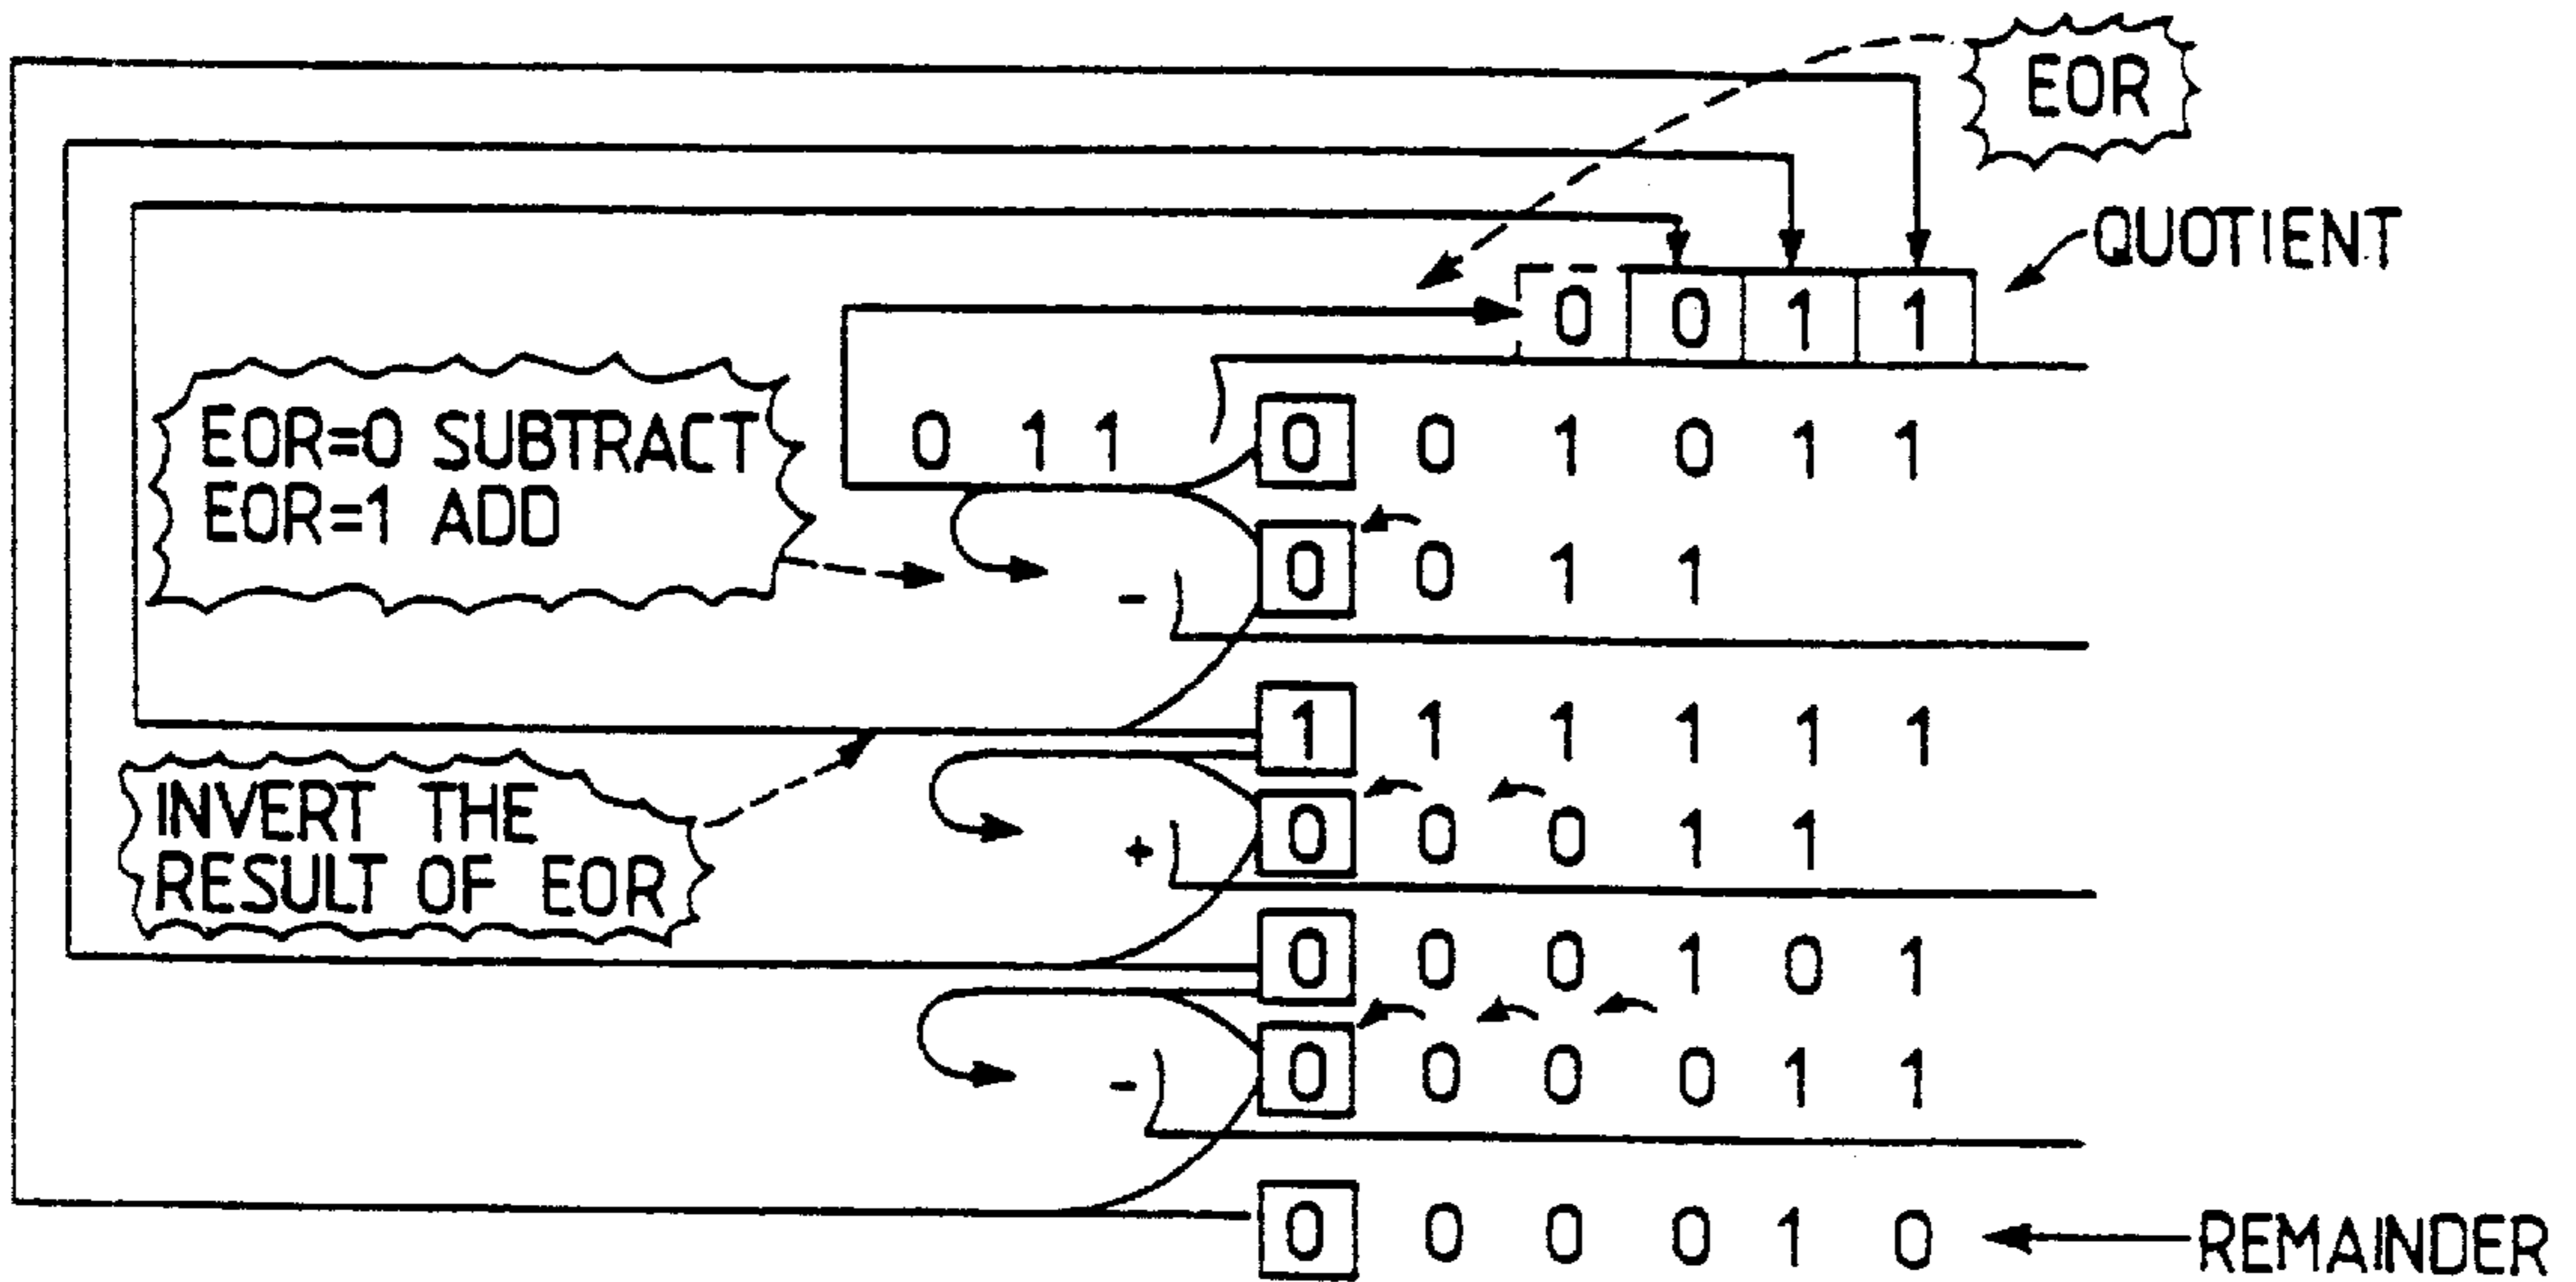 EOR
QUOTIENT
0 0 1 1
EOR=0 SUBTRACT
EOR=1 ADD
0 1 1 0 0 1 0 1 1
- 0 0 1 1
1 1 1 1 1 1
INVERT THE
RESULT OF EOR
+ 0 0 0 1 1
0 0 0 1 0 1
- 0 0 0 0 1 1
0 0 0 0 1 0 REMAINDER